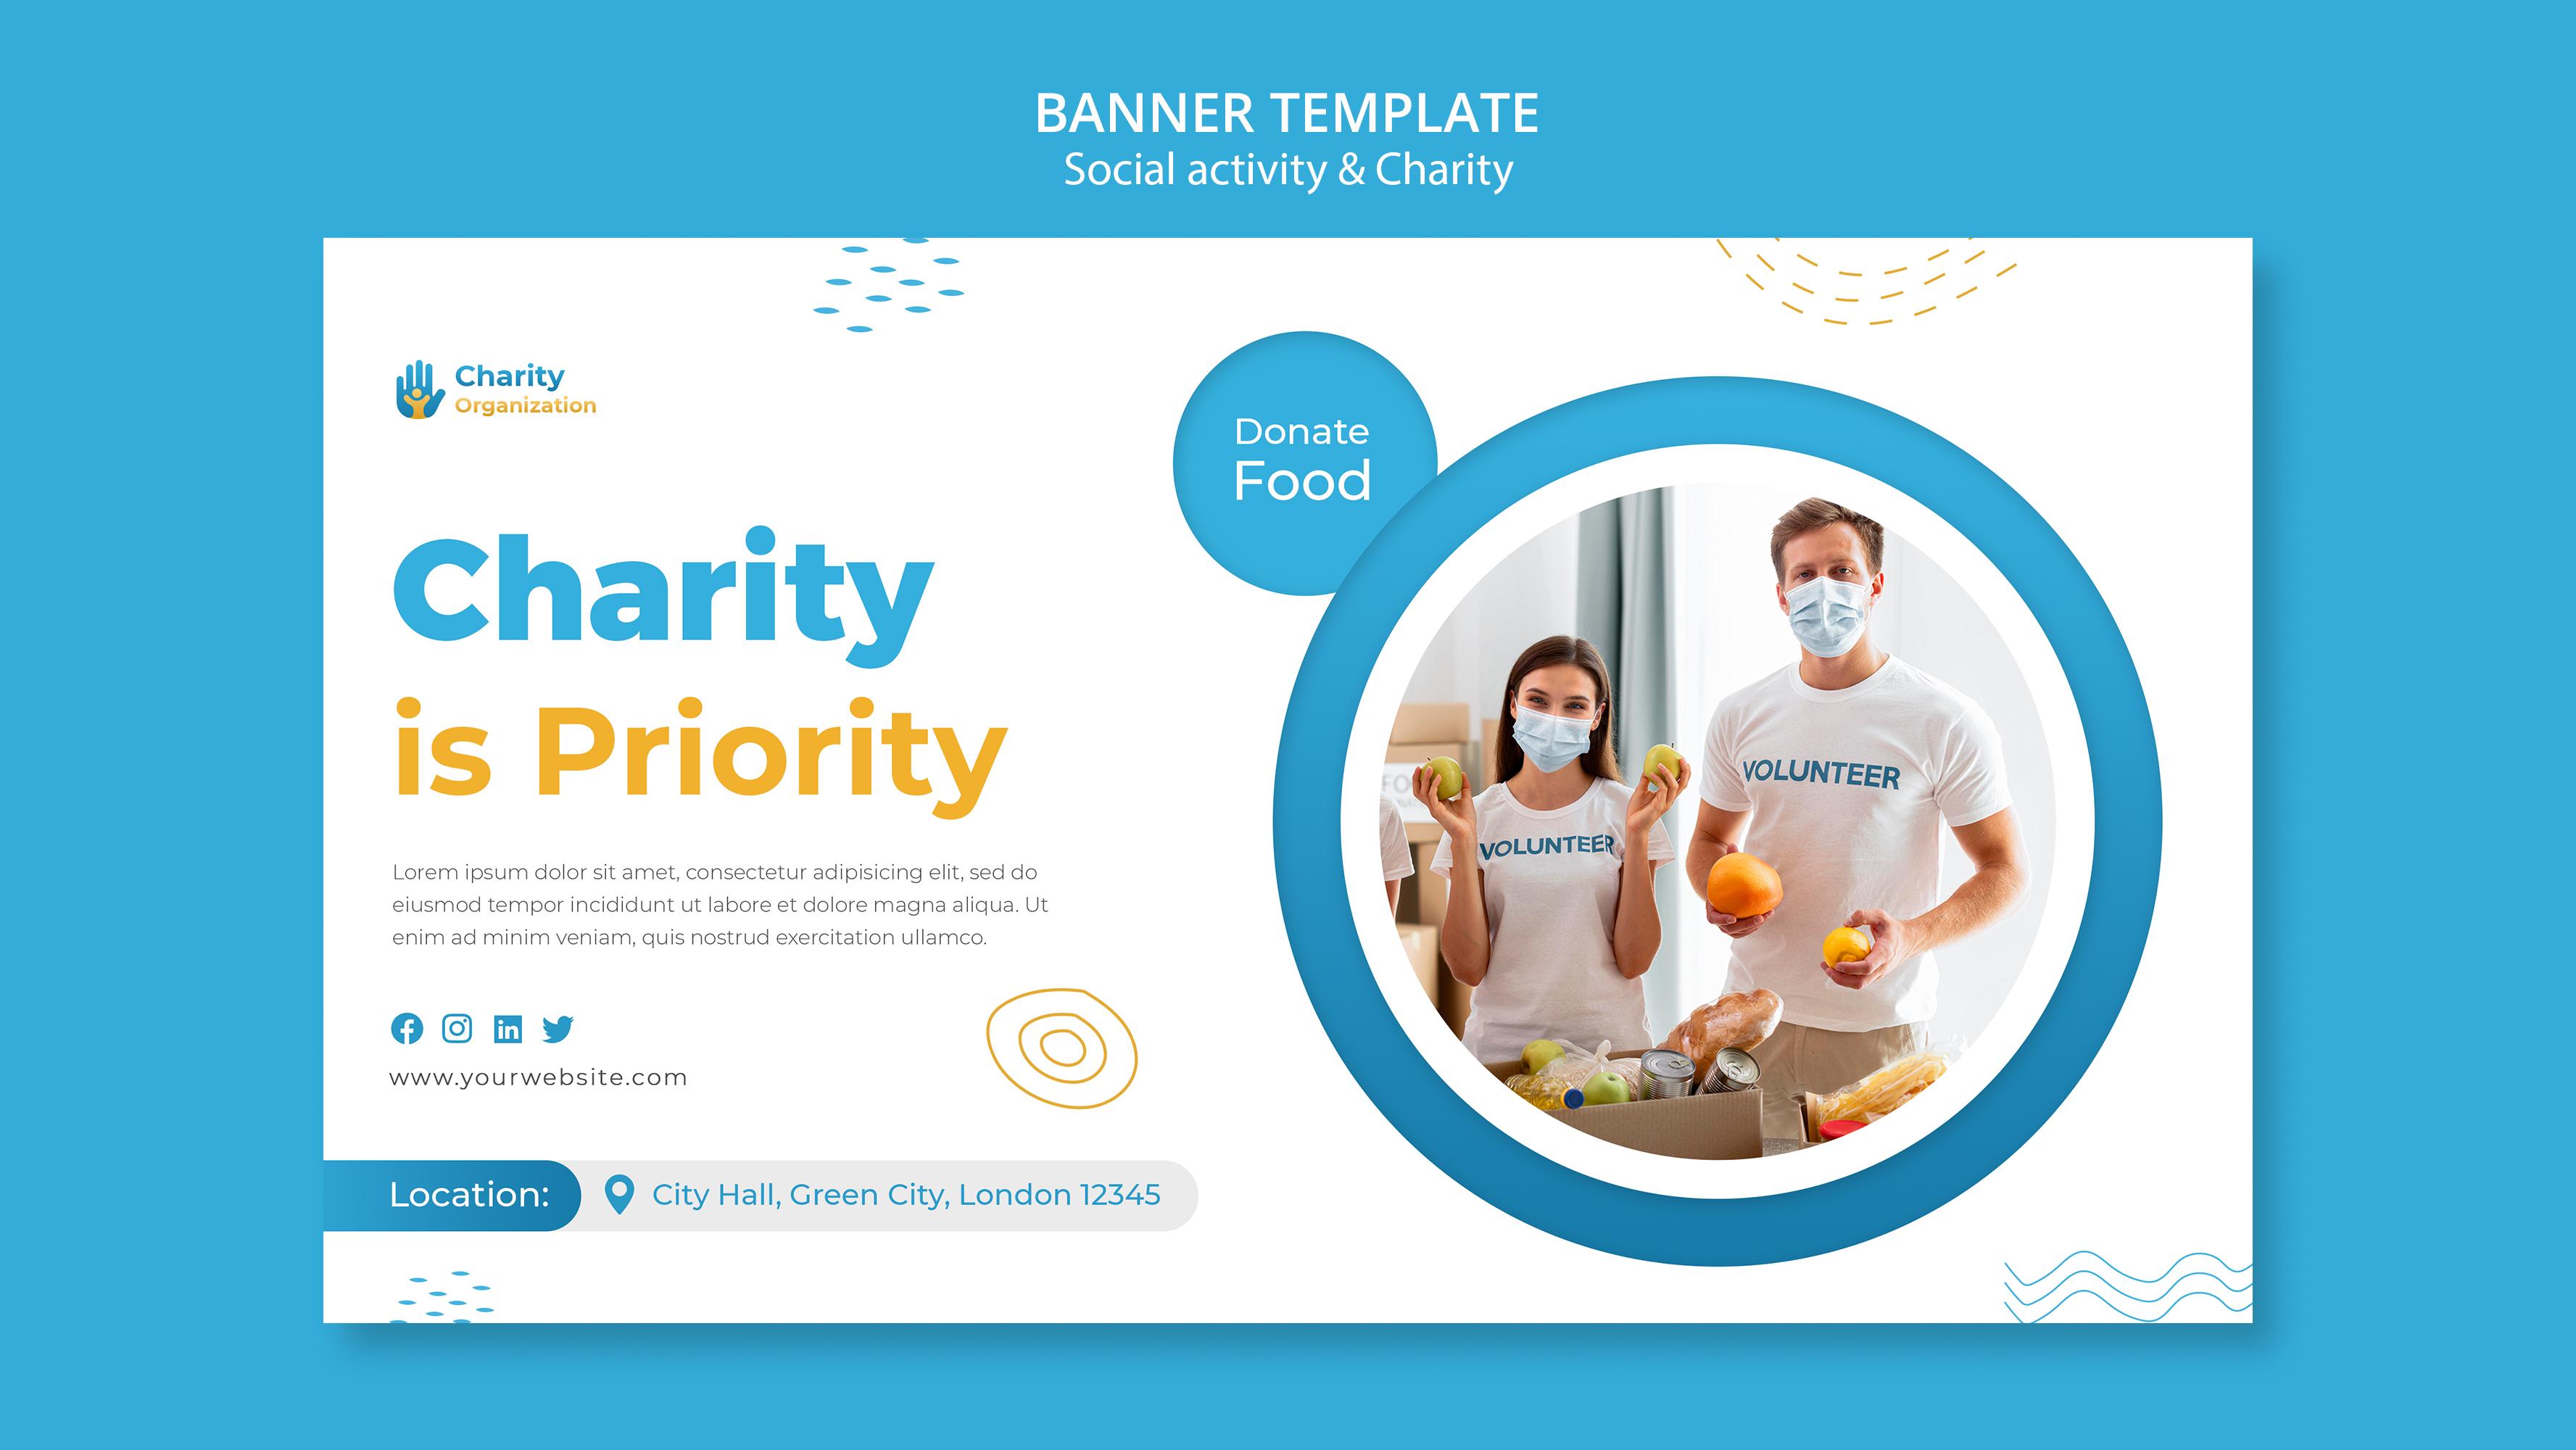 BANNER TEMPLATE
Social activity & Charity
Charity
Organization
Donate
Food
Charity
is Priority
Lorem ipsum dolor sit amet, consectetur adipisicing elit, sed do
eiusmod tempor incididunt ut labore et dolore magna aliqua. Ut
enim ad minim veniam, quis nostrud exercitation ullamco.
www.yourwebsite.com
Location:
City Hall, Green City, London 12345
VOLUNTEER
VOLUNTEER